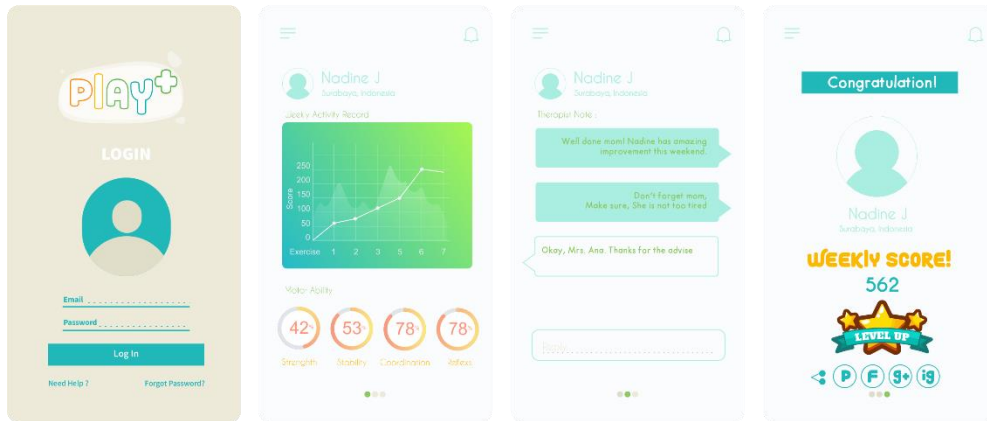 PlAy+
LOGIN
Email
Password
Log In
Need Help ?
Forgot Password?
Nadine J
Surabaya, Indonesia
Weekly Activity Record
Score
250
200
150
100
50
0
Exercise 1 2 3 5 6 7
Motor Ability
42% 53% 78% 78%
Strenghth Stability Coordination Reflexs
Nadine J
Surabaya, Indonesia
Therapist Note :
Well done mom! Nadine has amazing
improvement this weekend.
Don't forget mom,
Make sure, She is not too tired
Okay, Mrs. Ana. Thanks for the advise
Reply
Congratulation!
Nadine J
Surabaya, Indonesia
WEEKlY SCORE!
562
LEVEL UP
P F g+ ig